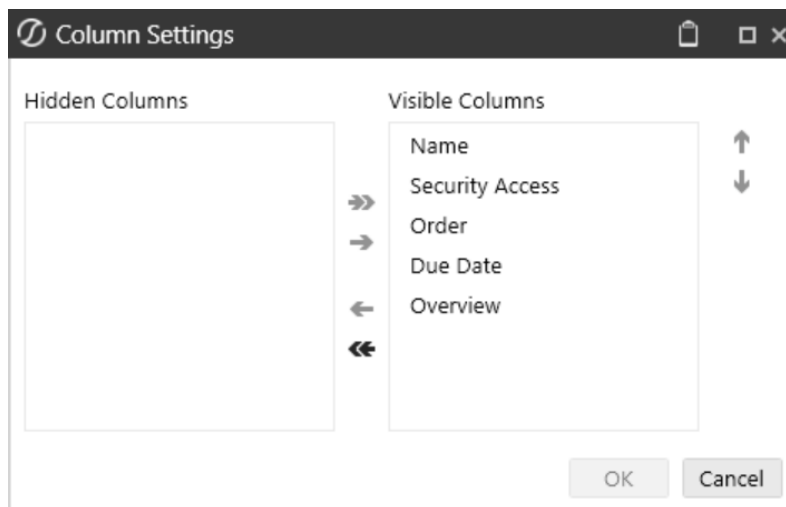 Column Settings
Hidden Columns
Visible Columns
Name
Security Access
Order
Due Date
Overview
OK
Cancel